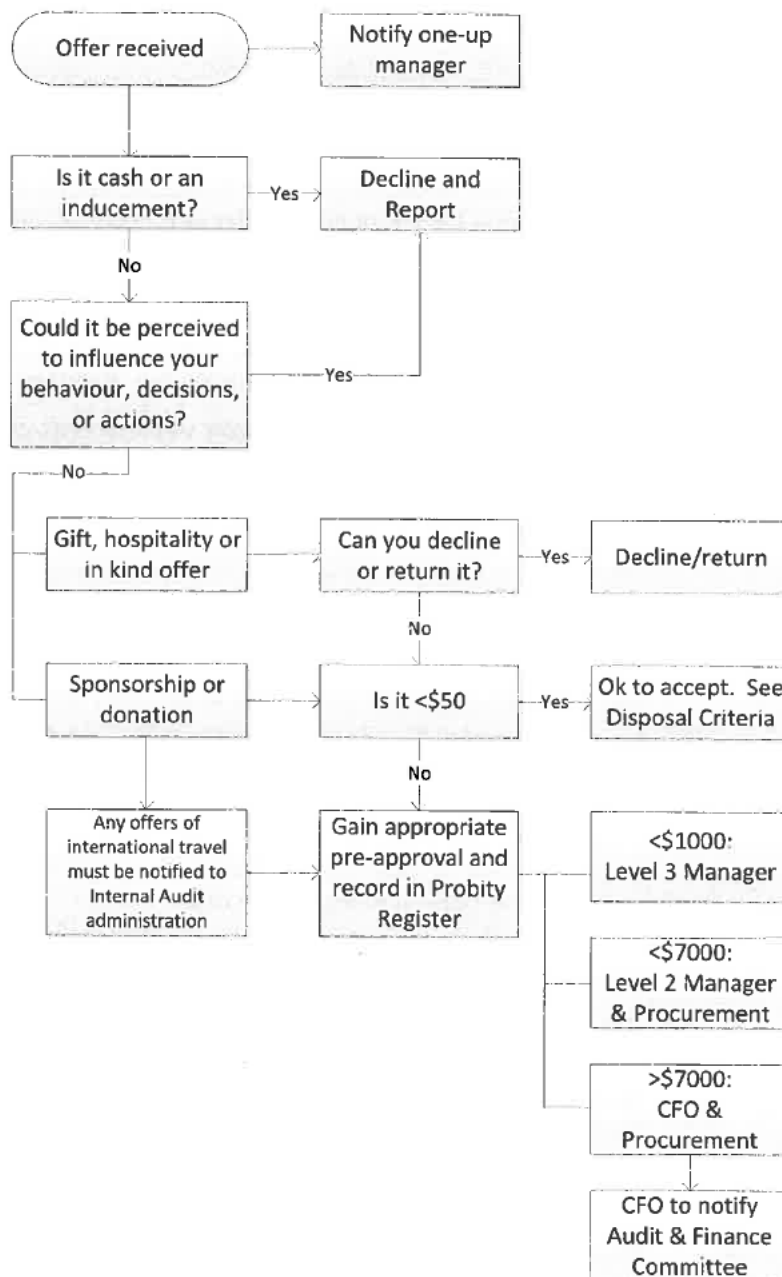 Offer received
Notify one-up
manager
Is it cash or an
inducement?
Yes
Decline and
Report
No
Could it be perceived
to influence your
behaviour, decisions,
or actions?
Yes
No
Gift, hospitality or
in kind offer
Can you decline
or return it?
Yes
Decline/return
No
Sponsorship or
donation
Is it <$50
Yes
Ok to accept. See
Disposal Criteria
No
Any offers of
international travel
must be notified to
Internal Audit
administration
Gain appropriate
pre-approval and
record in Probity
Register
<$1000:
Level 3 Manager
<$7000:
Level 2 Manager
& Procurement
>$7000:
CFO &
Procurement
CFO to notify
Audit & Finance
Committee